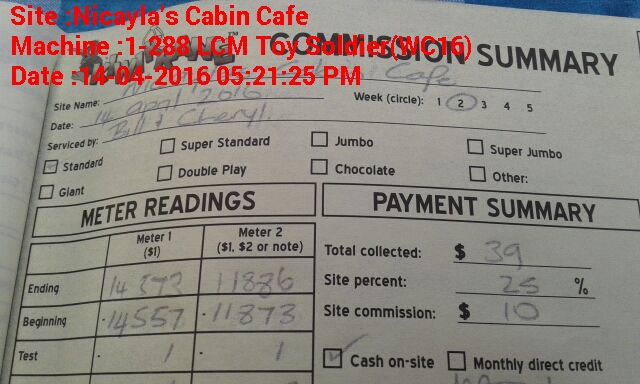 Site :Nicayla's Cabin Cafe
Machine :1-288 LCM Toy Soldier(WC16)
Date :14-04-2016 05:21:25 PM
COMMISSION SUMMARY
Site Name: Cafe
Week (circle): 1 2 3 4 5
Date: 14 April 2016
Serviced by: Bill & Cheryl
Standard Super Standard Jumbo Super Jumbo
Giant Double Play Chocolate Other:
METER READINGS
Meter 1 ($1) Meter 2 ($1, $2 or note)
Ending 11886
Beginning 14557 11873
Test 1 1
PAYMENT SUMMARY
Total collected: $ 39
Site percent: 25 %
Site commission: $ 10
Cash on-site Monthly direct credit